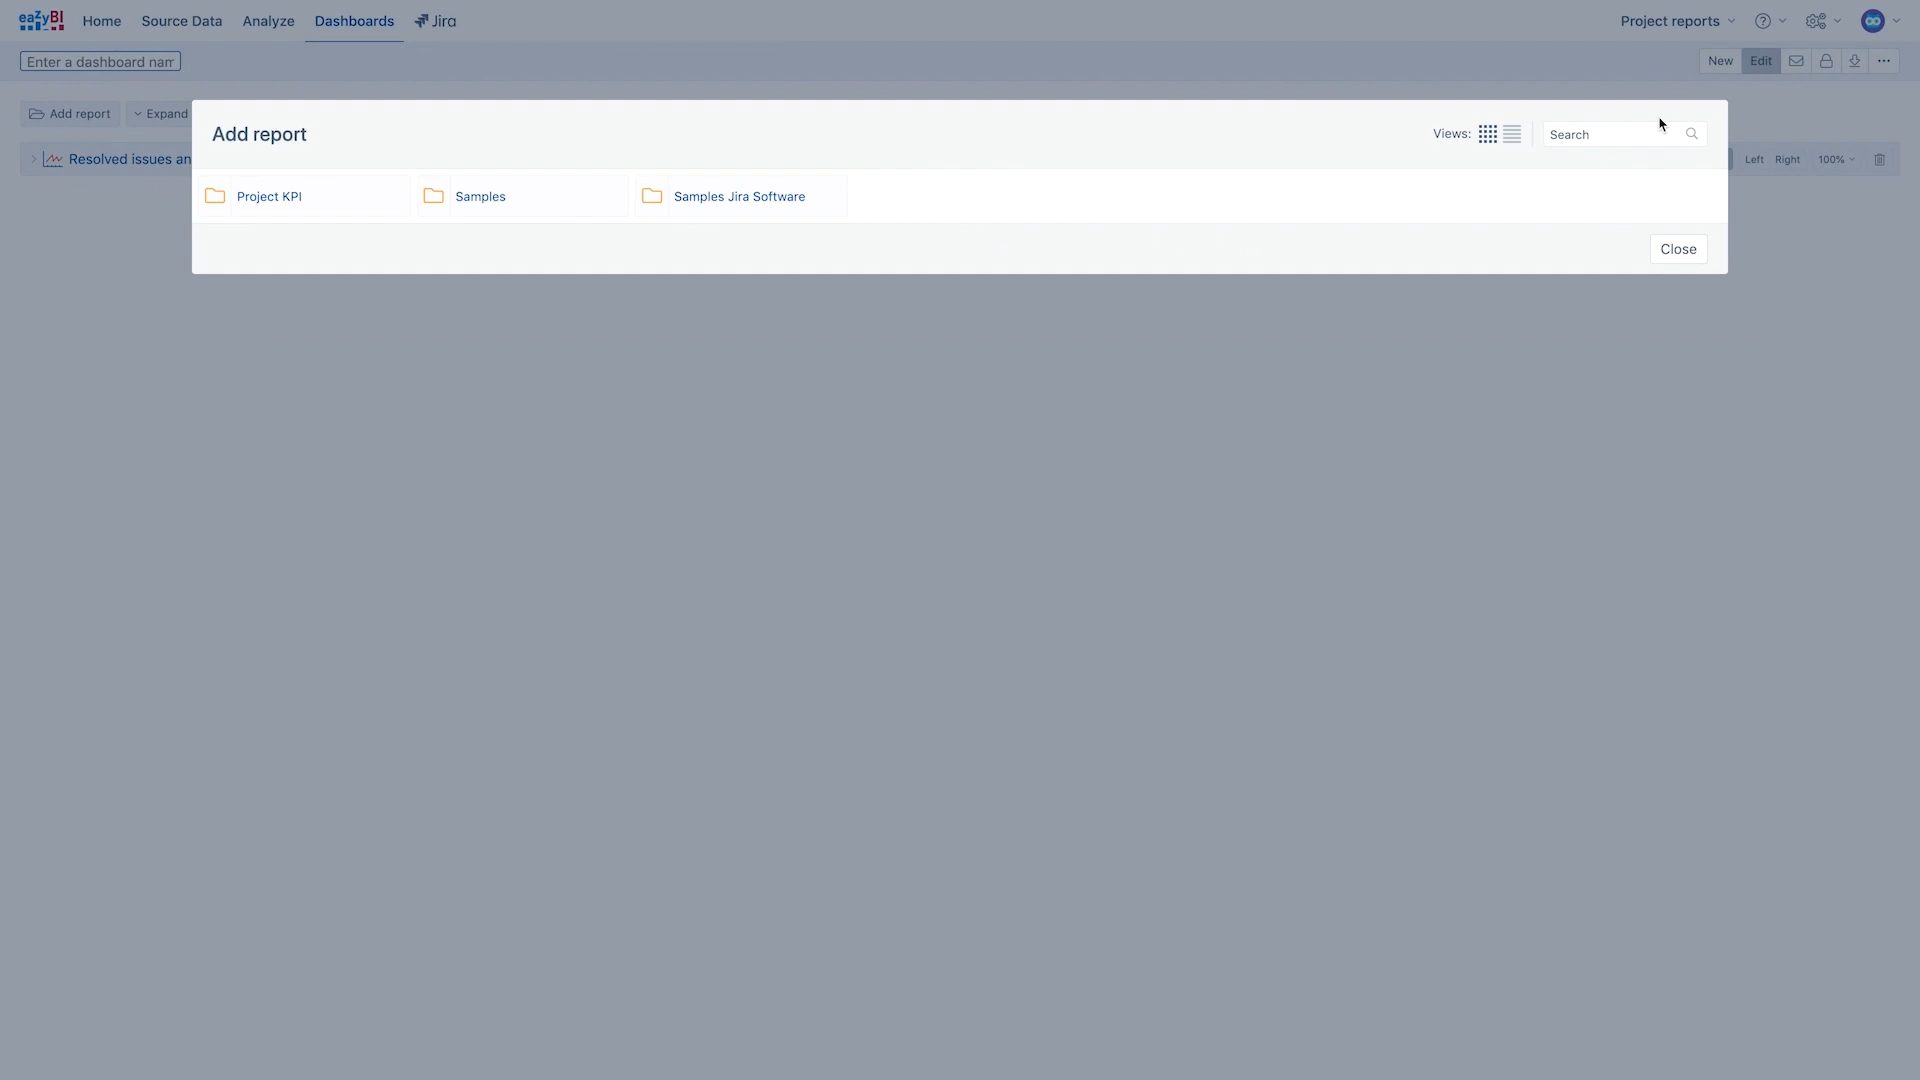 eaZyBI Home Source Data Analyze Dashboards Jira Project reports
Enter a dashboard nam New Edit
Add report Expand
Add report Views: Search
Resolved issues an Left Right 100%
Project KPI Samples Samples Jira Software
Close